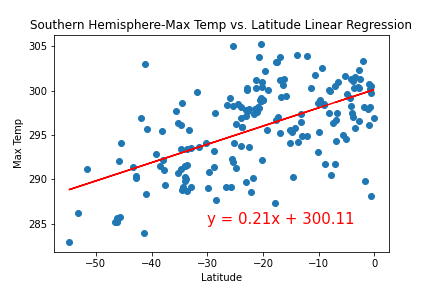 Southern Hemisphere-Max Temp vs. Latitude Linear Regression
305
300
295
290
285
Max Temp
y = 0.21x + 300.11
−50
−40
−30
−20
−10
0
Latitude